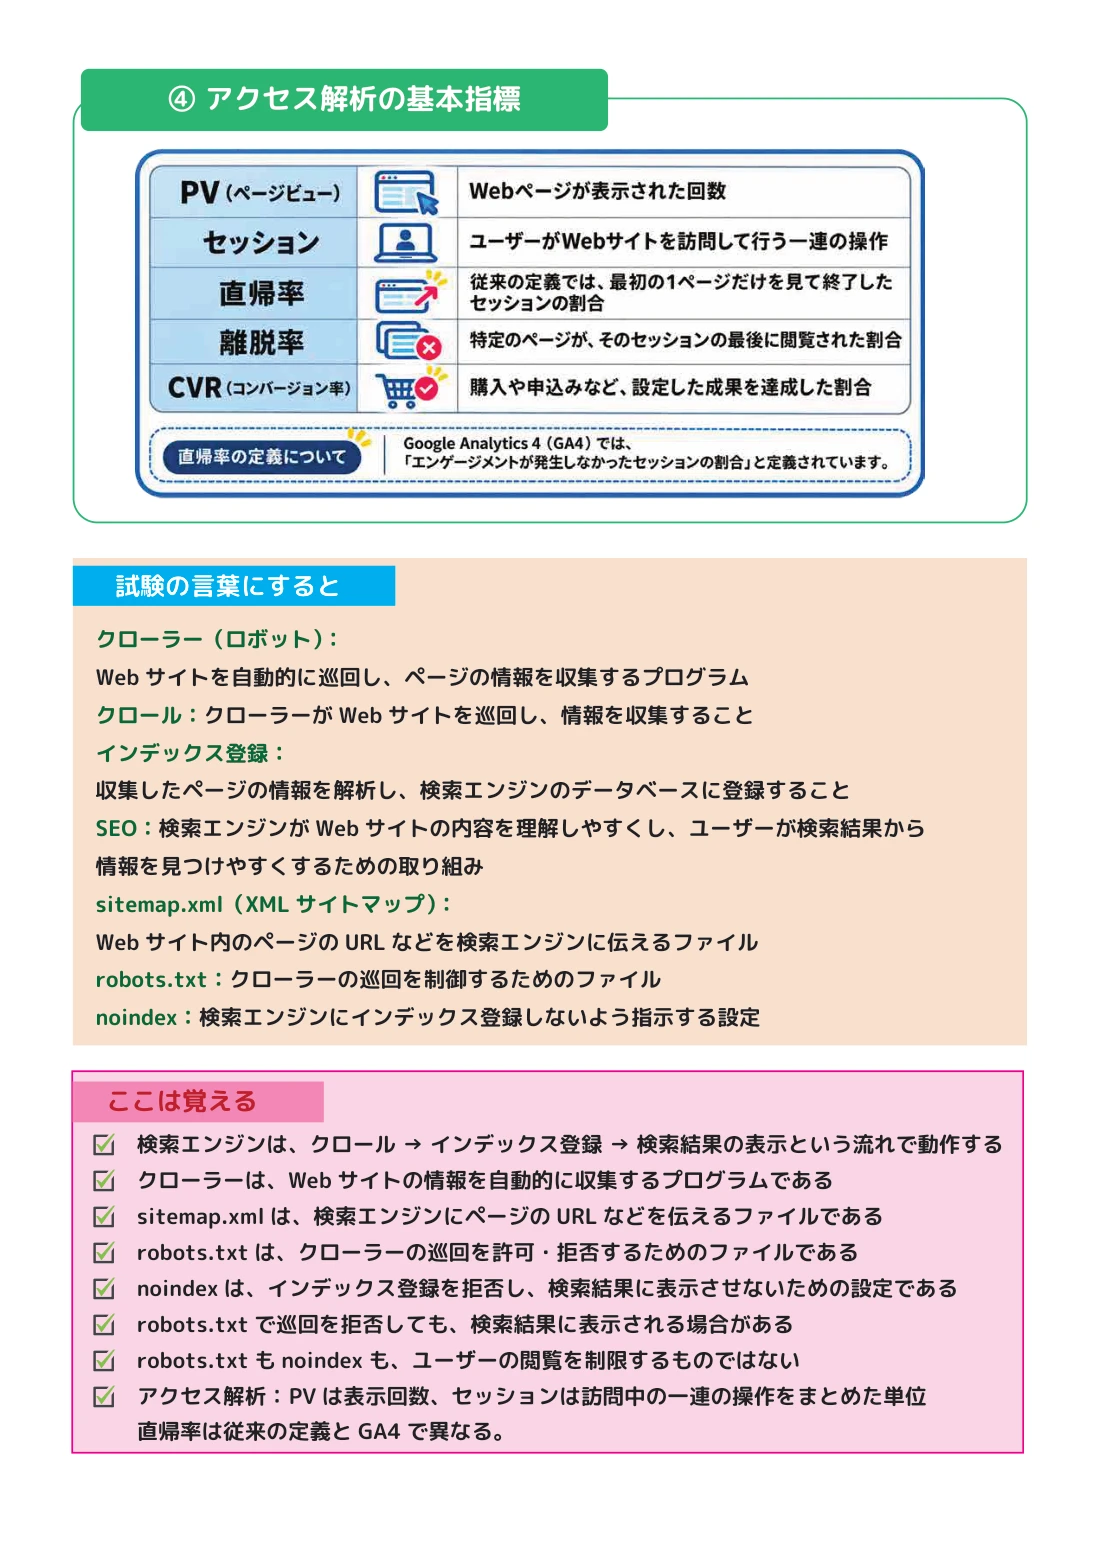 ④ アクセス解析の基本指標
PV（ページビュー） Webページが表示された回数
セッション ユーザーがWebサイトを訪問して行う一連の操作
直帰率 従来の定義では、最初の1ページだけを見て終了した
セッションの割合
離脱率 特定のページが、そのセッションの最後に閲覧された割合
CVR（コンバージョン率） 購入や申込みなど、設定した成果を達成した割合
直帰率の定義について
Google Analytics 4（GA4）では、
「エンゲージメントが発生しなかったセッションの割合」と定義されています。
試験の言葉にすると
クローラー（ロボット）：
Web サイトを自動的に巡回し、ページの情報を収集するプログラム
クロール：クローラーが Web サイトを巡回し、情報を収集すること
インデックス登録：
収集したページの情報を解析し、検索エンジンのデータベースに登録すること
SEO：検索エンジンが Web サイトの内容を理解しやすくし、ユーザーが検索結果から
情報を見つけやすくするための取り組み
sitemap.xml（XML サイトマップ）：
Web サイト内のページの URL などを検索エンジンに伝えるファイル
robots.txt：クローラーの巡回を制御するためのファイル
noindex：検索エンジンにインデックス登録しないよう指示する設定
ここは覚える
検索エンジンは、クロール → インデックス登録 → 検索結果の表示という流れで動作する
クローラーは、Web サイトの情報を自動的に収集するプログラムである
sitemap.xml は、検索エンジンにページの URL などを伝えるファイルである
robots.txt は、クローラーの巡回を許可・拒否するためのファイルである
noindex は、インデックス登録を拒否し、検索結果に表示させないための設定である
robots.txt で巡回を拒否しても、検索結果に表示される場合がある
robots.txt も noindex も、ユーザーの閲覧を制限するものではない
アクセス解析：PV は表示回数、セッションは訪問中の一連の操作をまとめた単位
直帰率は従来の定義と GA4 で異なる。